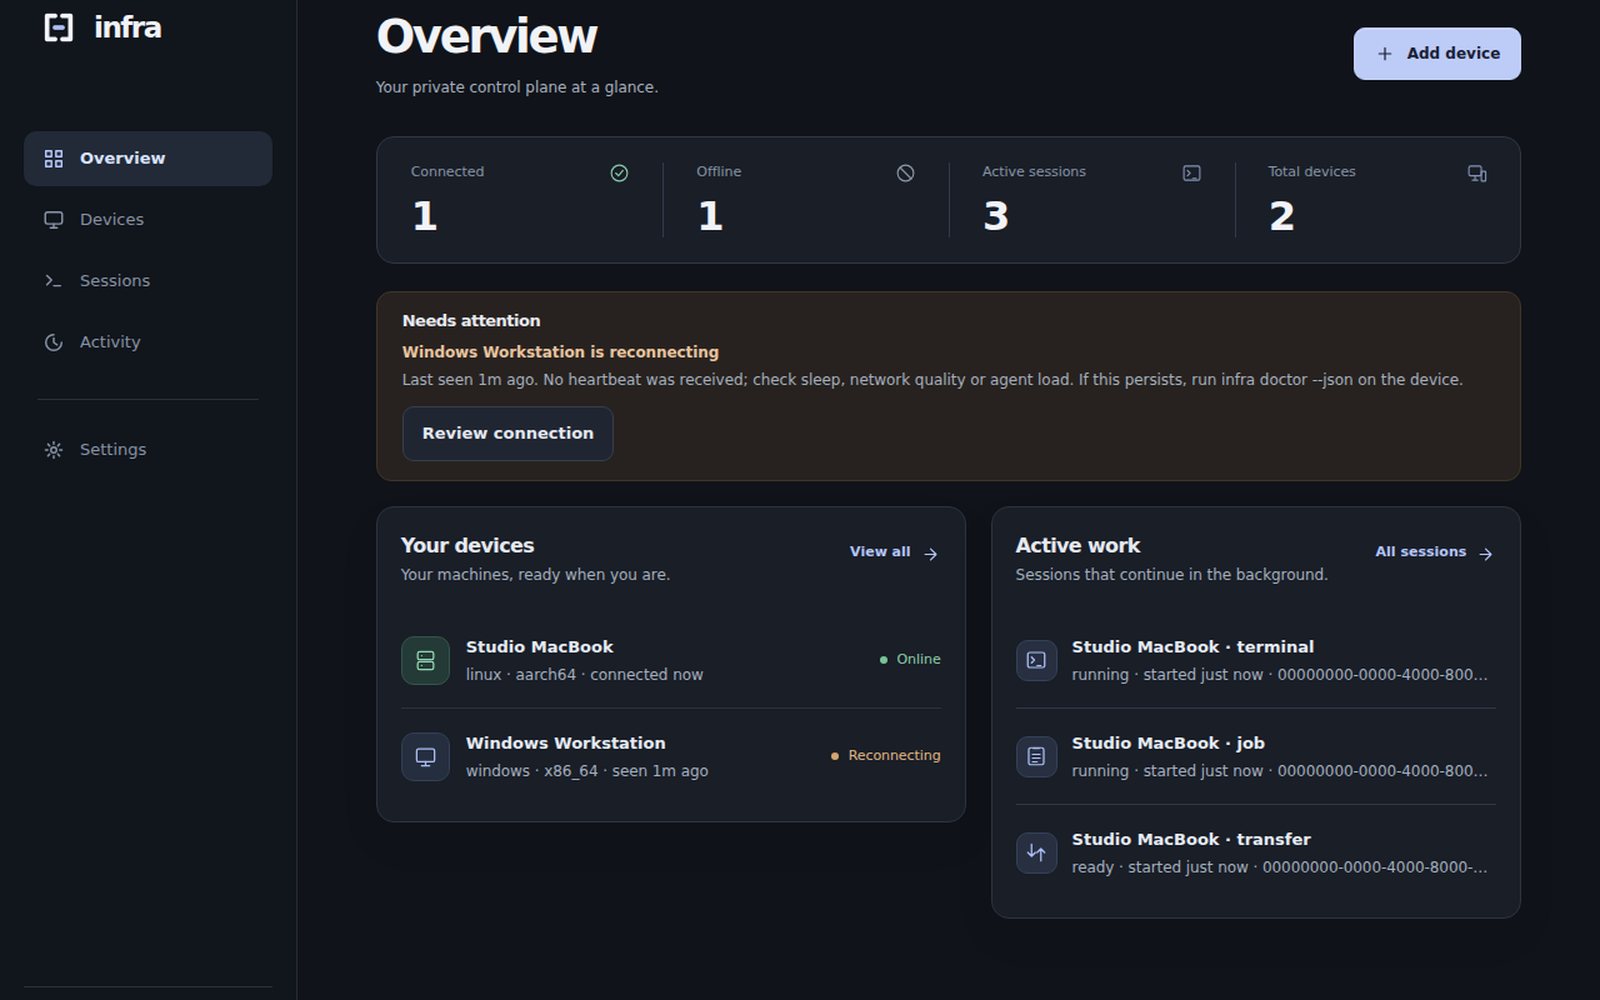 infra
Overview
Devices
Sessions
Activity
Settings
Overview
Your private control plane at a glance.
Add device
Connected
1
Offline
1
Active sessions
3
Total devices
2
Needs attention
Windows Workstation is reconnecting
Last seen 1m ago. No heartbeat was received; check sleep, network quality or agent load. If this persists, run infra doctor --json on the device.
Review connection
Your devices
View all
Your machines, ready when you are.
Studio MacBook
linux · aarch64 · connected now
Online
Windows Workstation
windows · x86_64 · seen 1m ago
Reconnecting
Active work
All sessions
Sessions that continue in the background.
Studio MacBook · terminal
running · started just now · 00000000-0000-4000-800...
Studio MacBook · job
running · started just now · 00000000-0000-4000-800...
Studio MacBook · transfer
ready · started just now · 00000000-0000-4000-8000-...